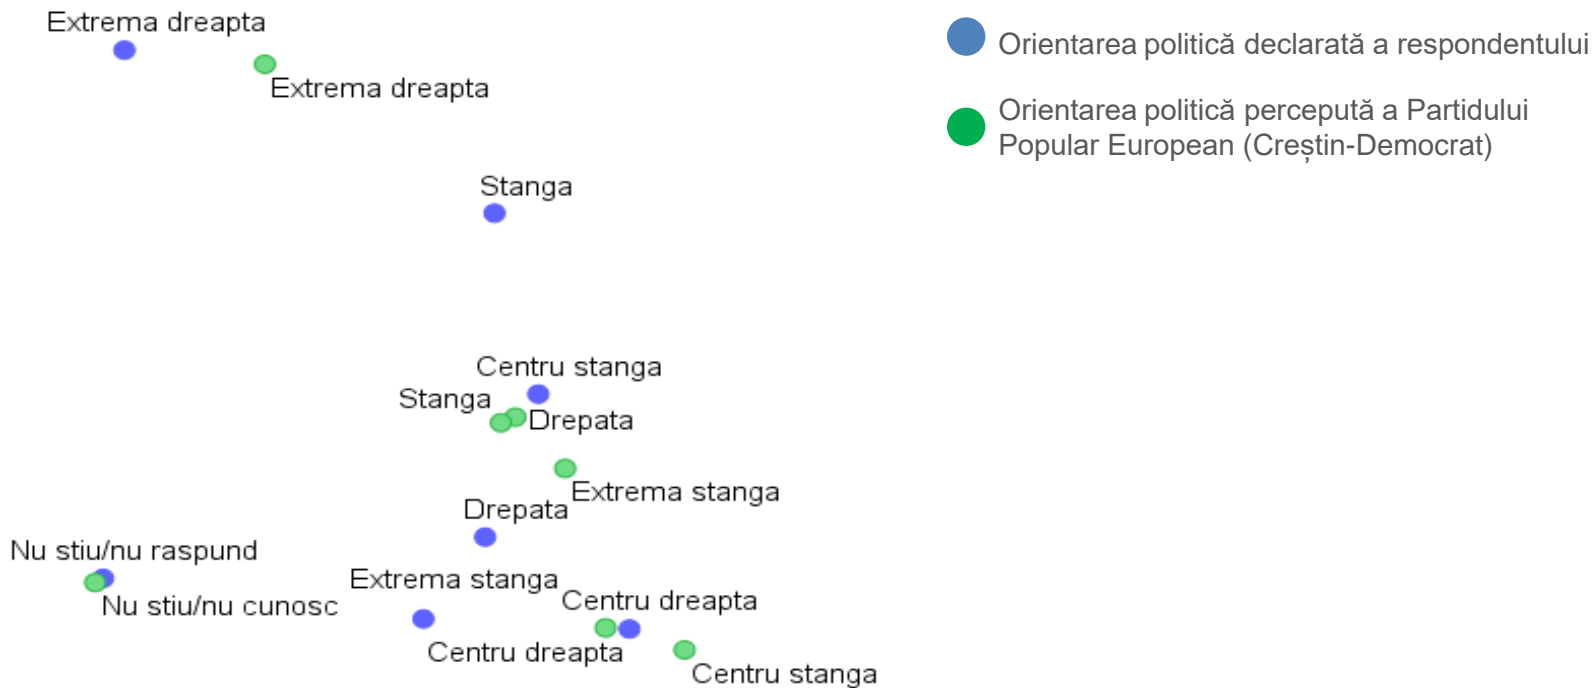 Extrema dreapta
Extrema dreapta
Orientarea politică declarată a respondentului
Orientarea politică percepută a Partidului
Popular European (Creștin-Democrat)
Stanga
Centru stanga
Stanga
Drepata
Extrema stanga
Drepata
Nu stiu/nu raspund
Nu stiu/nu cunosc
Extrema stanga
Centru dreapta
Centru dreapta
Centru stanga